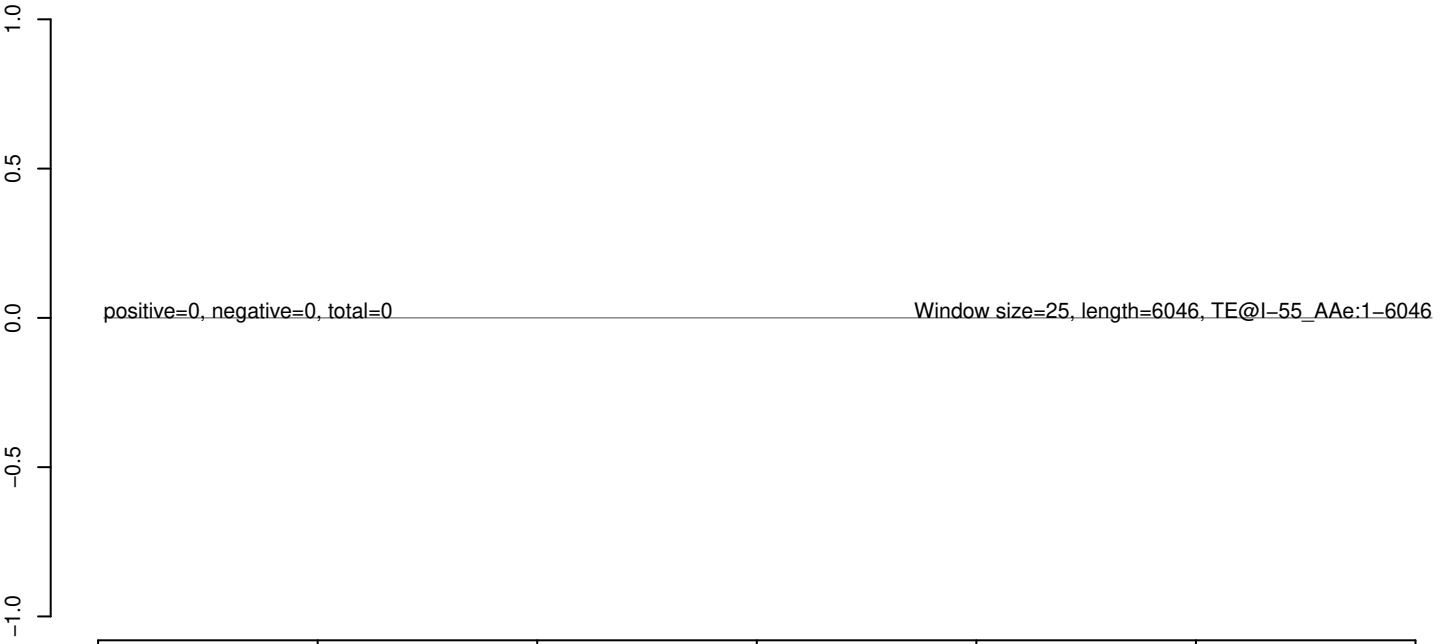 1.0
0.5
0.0
−0.5
−1.0
positive=0, negative=0, total=0
Window size=25, length=6046, TE@I−55_AAe:1−6046